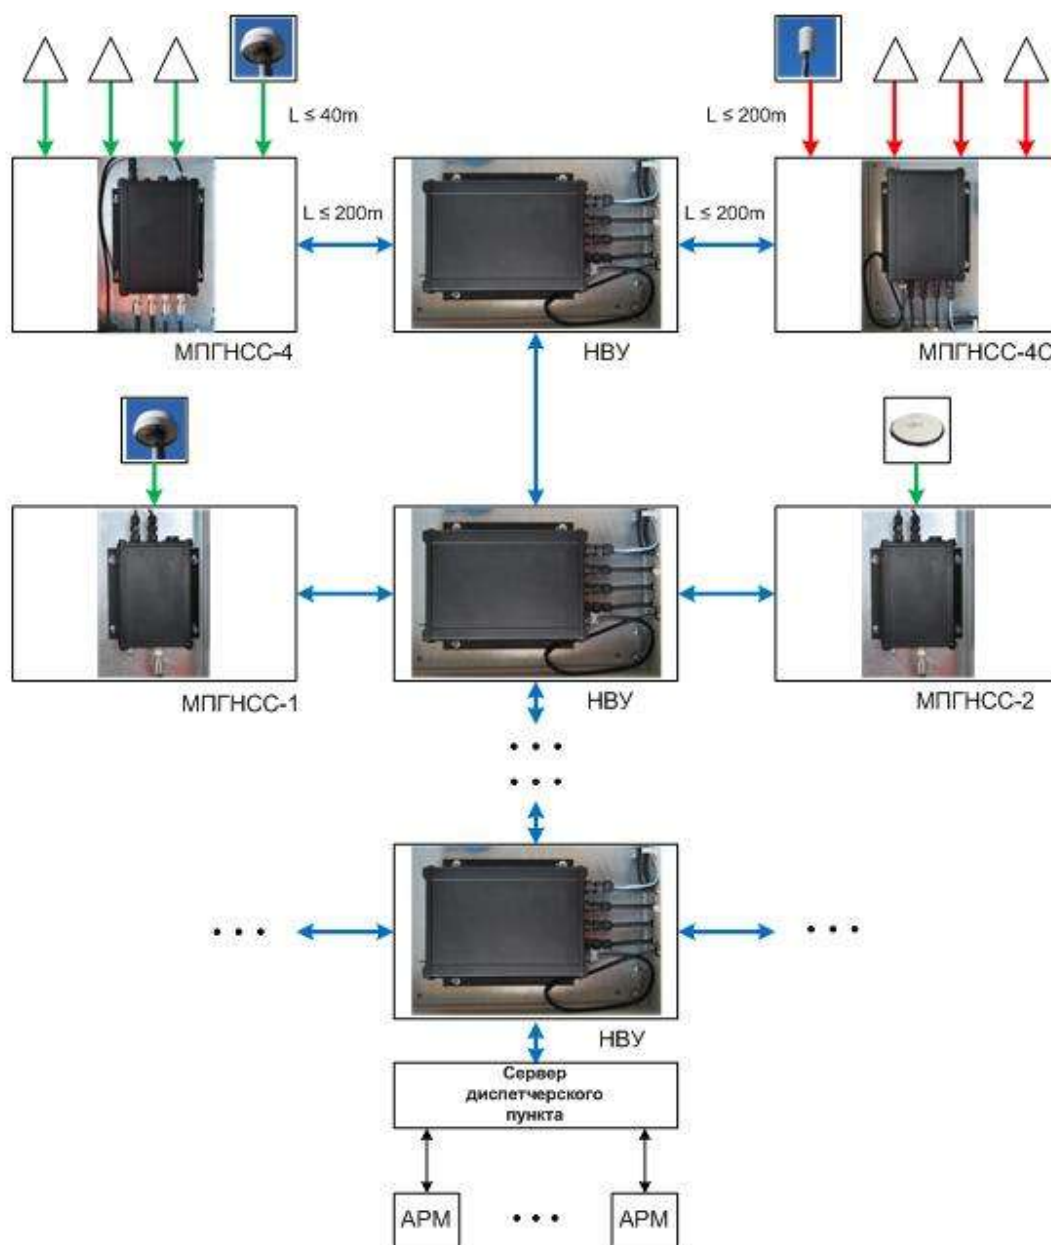 L ≤ 40m
L ≤ 200m
L ≤ 200m
L ≤ 200m
МПГНСС-4
НВУ
МПГНСС-4С
МПГНСС-1
НВУ
МПГНСС-2
НВУ
Сервер
диспетчерского
пункта
АРМ
АРМ